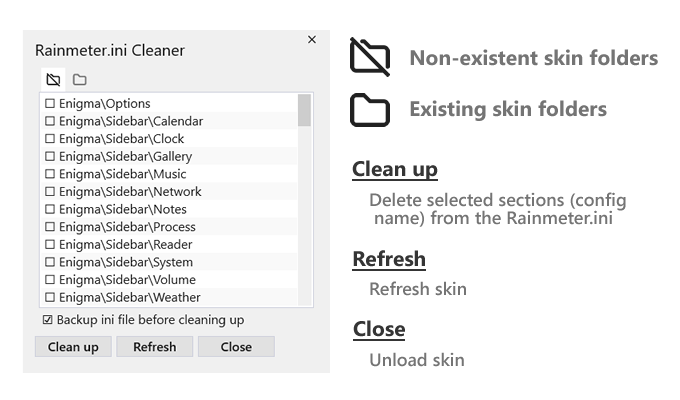 Rainmeter.ini Cleaner
Enigma\Options
Enigma\Sidebar\Calendar
Enigma\Sidebar\Clock
Enigma\Sidebar\Gallery
Enigma\Sidebar\Music
Enigma\Sidebar\Network
Enigma\Sidebar\Notes
Enigma\Sidebar\Process
Enigma\Sidebar\Reader
Enigma\Sidebar\System
Enigma\Sidebar\Volume
Enigma\Sidebar\Weather
Backup ini file before cleaning up
Clean up Refresh Close
Non-existent skin folders
Existing skin folders
Clean up
Delete selected sections (config
name) from the Rainmeter.ini
Refresh
Refresh skin
Close
Unload skin